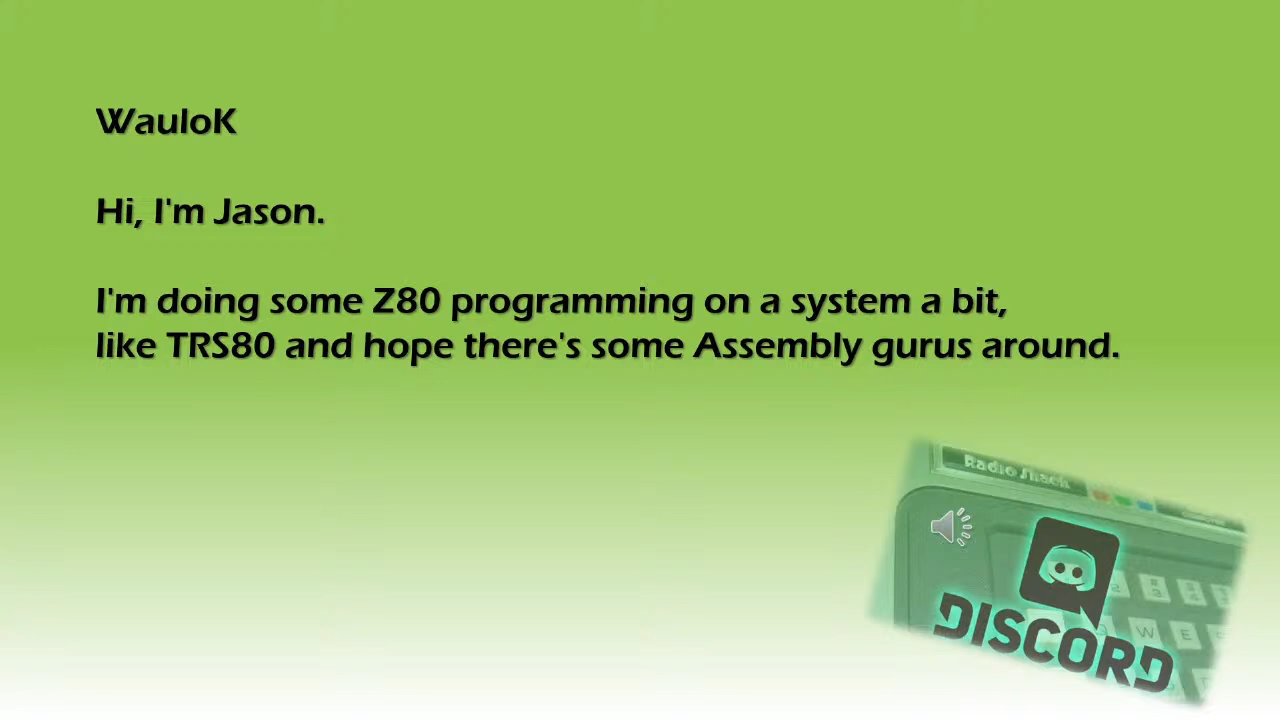 WauloK
Hi, I'm Jason.
I'm doing some Z80 programming on a system a bit,
like TRS80 and hope there's some Assembly gurus around.
Radio Shack
DISCORD
W E